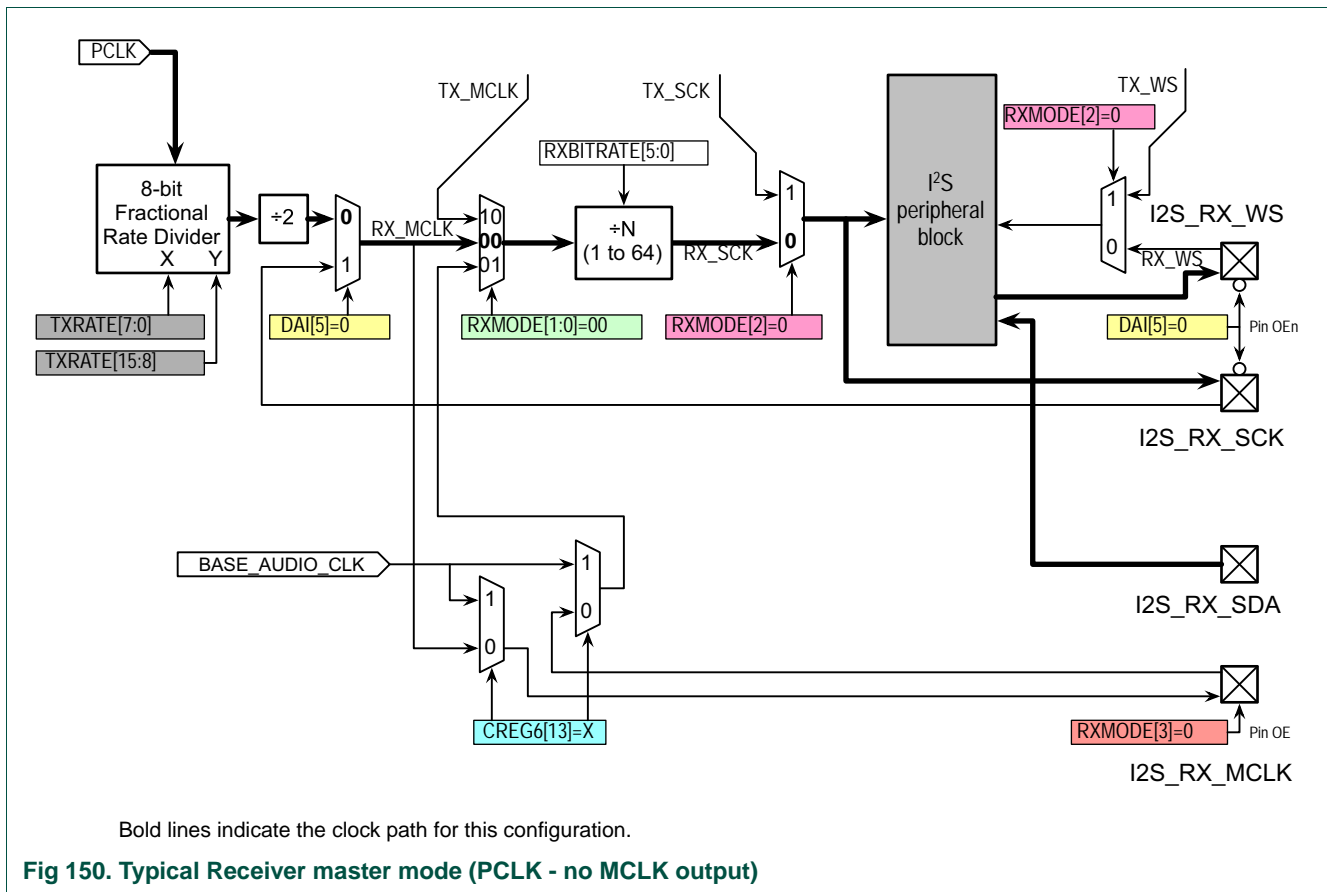 PCLK
TX_MCLK
TX_SCK
TX_WS
RXMODE[2]=0
RXBITRATE[5:0]
8-bit
Fractional
Rate Divider
X Y
÷2
0
1
RX_MCLK
10
00
01
÷N
(1 to 64)
RX_SCK
1
0
I²S
peripheral
block
1
0
I2S_RX_WS
RX_WS
TXRATE[7:0]
DAI[5]=0
RXMODE[1:0]=00
RXMODE[2]=0
DAI[5]=0
Pin OEn
TXRATE[15:8]
I2S_RX_SCK
BASE_AUDIO_CLK
1
0
1
0
I2S_RX_SDA
CREG6[13]=X
RXMODE[3]=0
Pin OE
I2S_RX_MCLK
Bold lines indicate the clock path for this configuration.
Fig 150. Typical Receiver master mode (PCLK - no MCLK output)